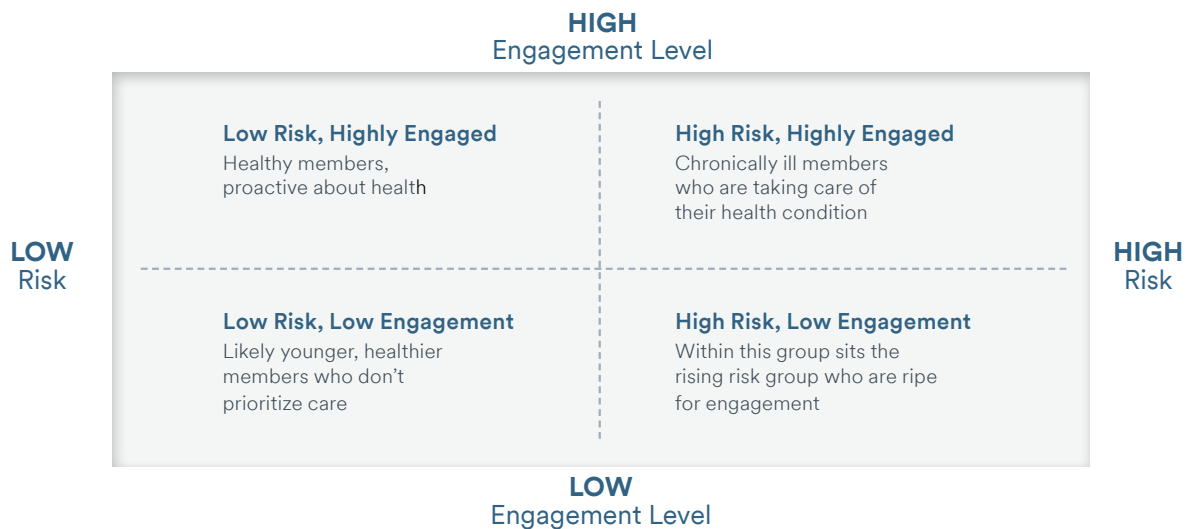 HIGH
Engagement Level
Low Risk, Highly Engaged
Healthy members,
proactive about health
High Risk, Highly Engaged
Chronically ill members
who are taking care of
their health condition
LOW
Risk
HIGH
Risk
Low Risk, Low Engagement
Likely younger, healthier
members who don’t
prioritize care
High Risk, Low Engagement
Within this group sits the
rising risk group who are ripe
for engagement
LOW
Engagement Level